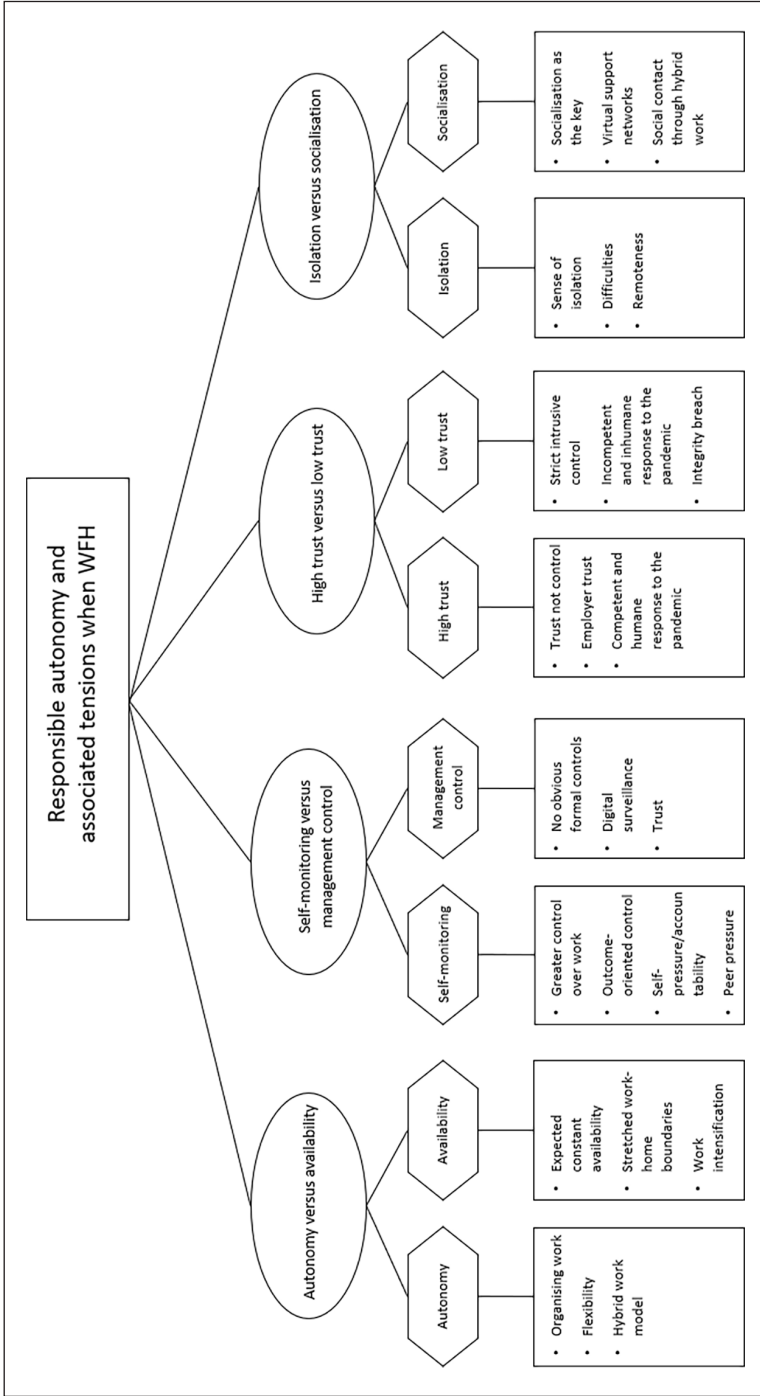 Responsible autonomy and
associated tensions when WFH
Autonomy versus availability
Self-monitoring versus
management control
High trust versus low trust
Isolation versus socialisation
Autonomy
Availability
Self-monitoring
Management
control
High trust
Low trust
Isolation
Socialisation
• Organising work
• Flexibility
• Hybrid work
model
• Expected
constant
availability
• Stretched work-
home
boundaries
• Work
intensification
• Greater control
over work
• Outcome-
oriented control
• Self-
pressure/accoun
tability
• Peer pressure
• No obvious
formal controls
• Digital
surveillance
• Trust
• Trust not control
• Employer trust
• Competent and
humane
response to the
pandemic
• Strict intrusive
control
• Incompetent
and inhumane
response to the
pandemic
• Integrity breach
• Sense of
isolation
• Difficulties
• Remoteness
• Socialisation as
the key
• Virtual support
networks
• Social contact
through hybrid
work